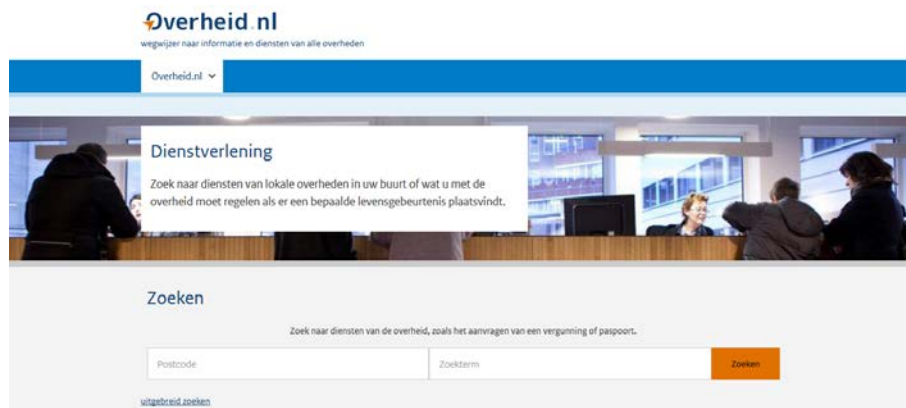 Overheid.nl
wegwijzer naar informatie en diensten van alle overheden
Overheid.nl
Dienstverlening
Zoek naar diensten van lokale overheden in uw buurt of wat u met de
overheid moet regelen als er een bepaalde levensgebeurtenis plaatsvindt.
Zoeken
Zoek naar diensten van de overheid, zoals het aanvragen van een vergunning of paspoort.
Postcode
Zoekterm
Zoeken
uitgebreid zoeken